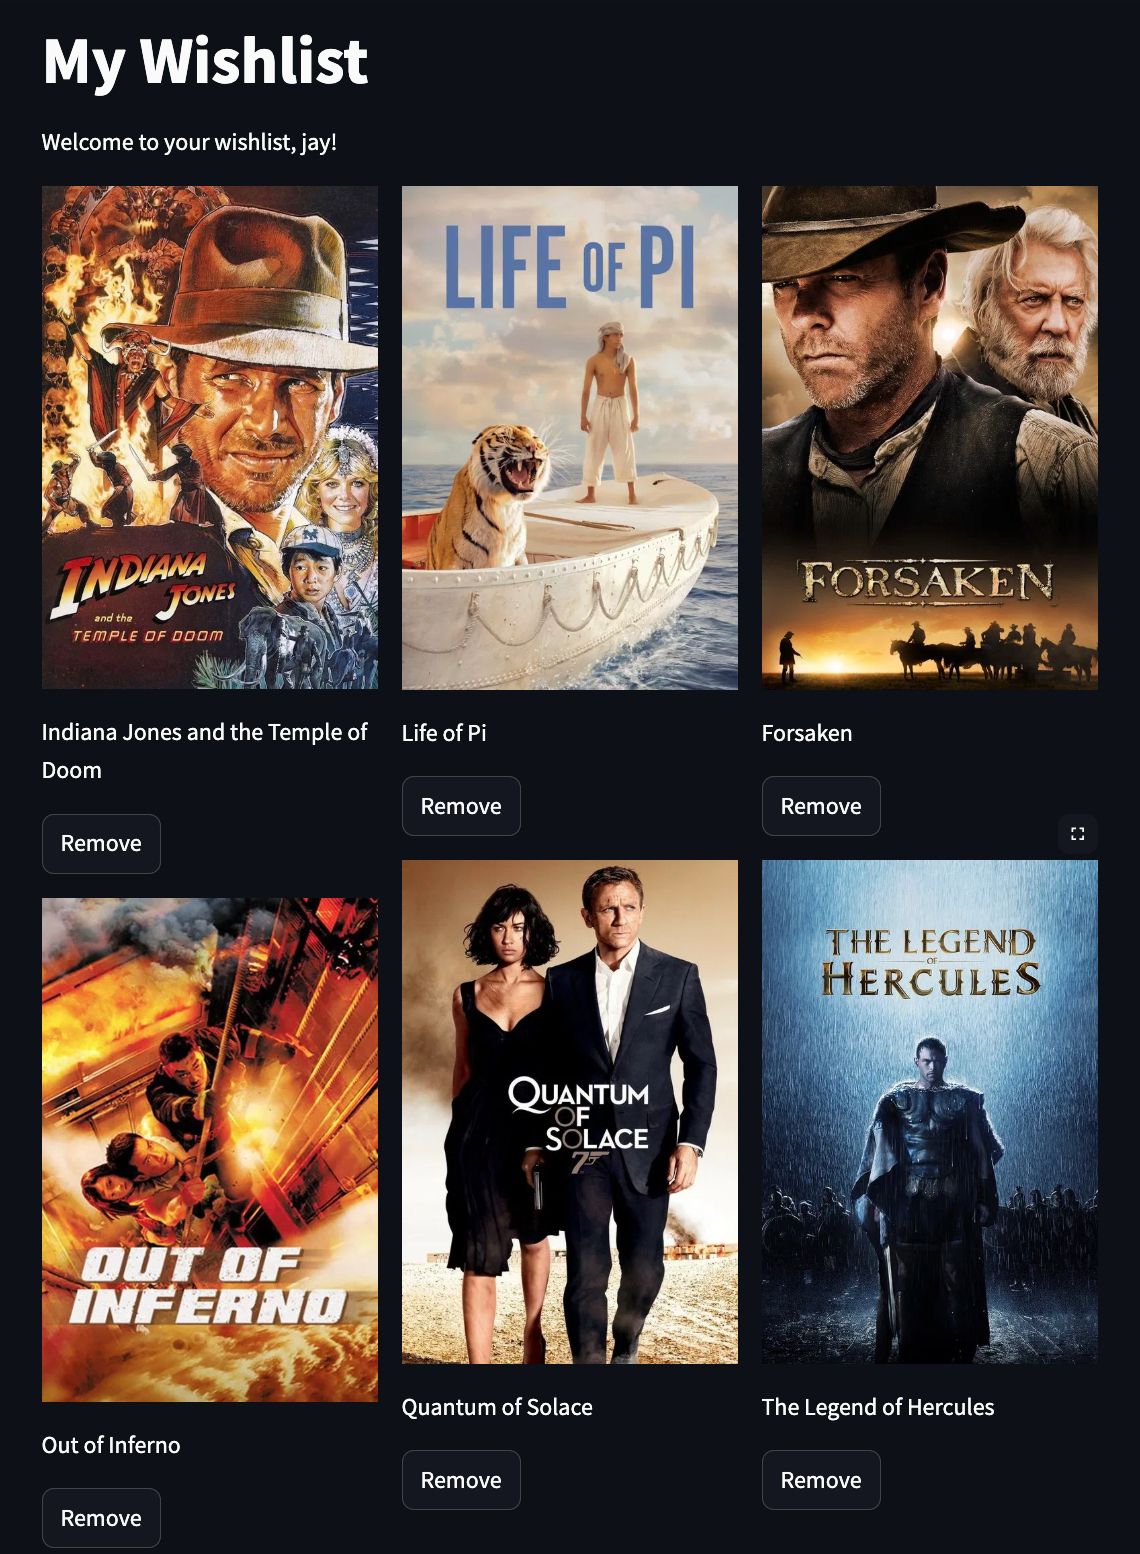 My Wishlist
Welcome to your wishlist, jay!
INDIANA
JONES
and the
TEMPLE OF DOOM
LIFE OF PI
FORSAKEN
Indiana Jones and the Temple of
Doom
Remove
Life of Pi
Remove
Forsaken
Remove
OUT OF
INFERNO
QUANTUM
OF
SOLACE
007
THE LEGEND
OF
HERCULES
Out of Inferno
Remove
Quantum of Solace
Remove
The Legend of Hercules
Remove